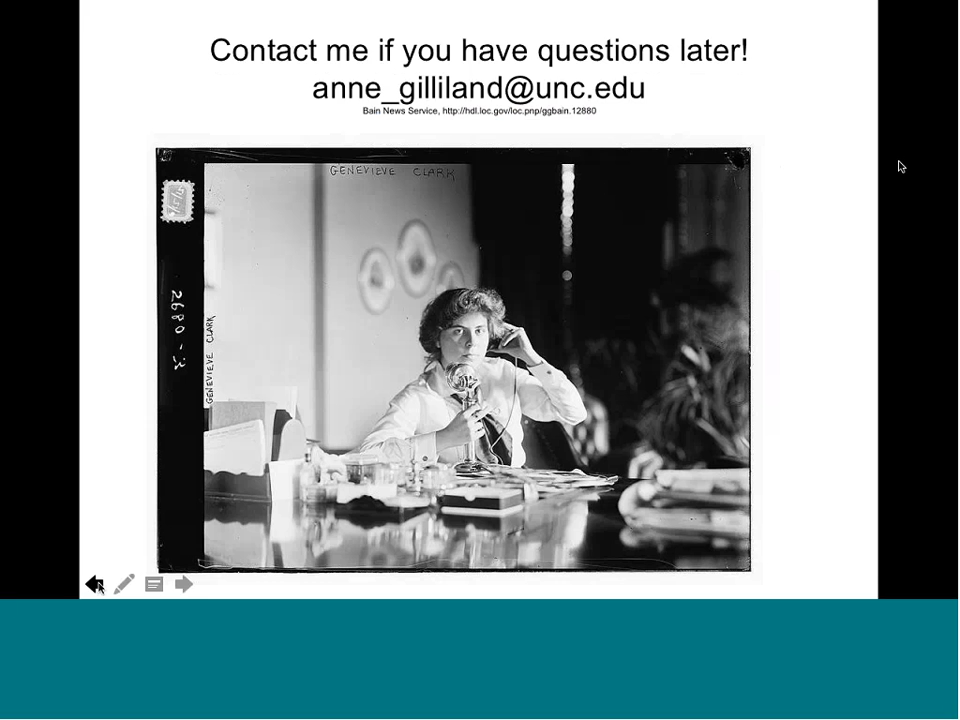 Contact me if you have questions later!
anne_gilliland@unc.edu
Bain News Service, http://hdl.loc.gov/loc.pnp/ggbain.12880
GENEVIEVE CLARK
2680-3
GENEVIEVE CLARK